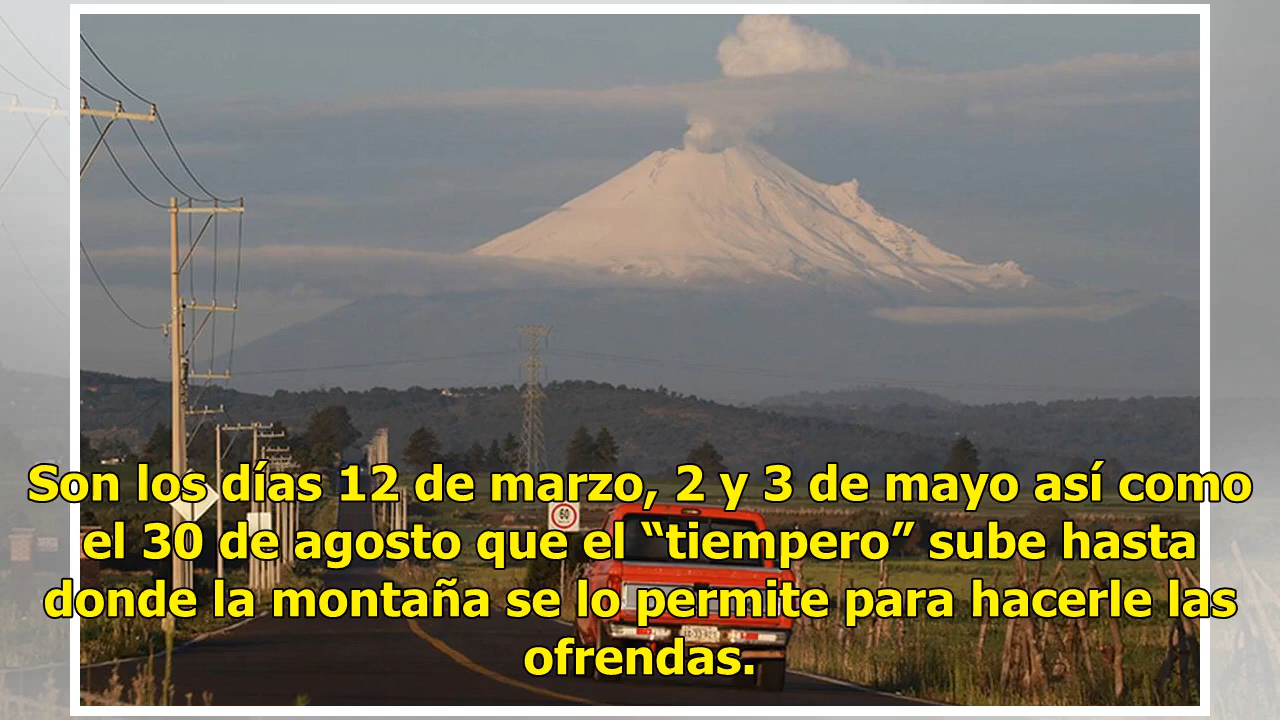 60
Son los días 12 de marzo, 2 y 3 de mayo así como
el 30 de agosto que el “tiempero” sube hasta
donde la montaña se lo permite para hacerle las
ofrendas.